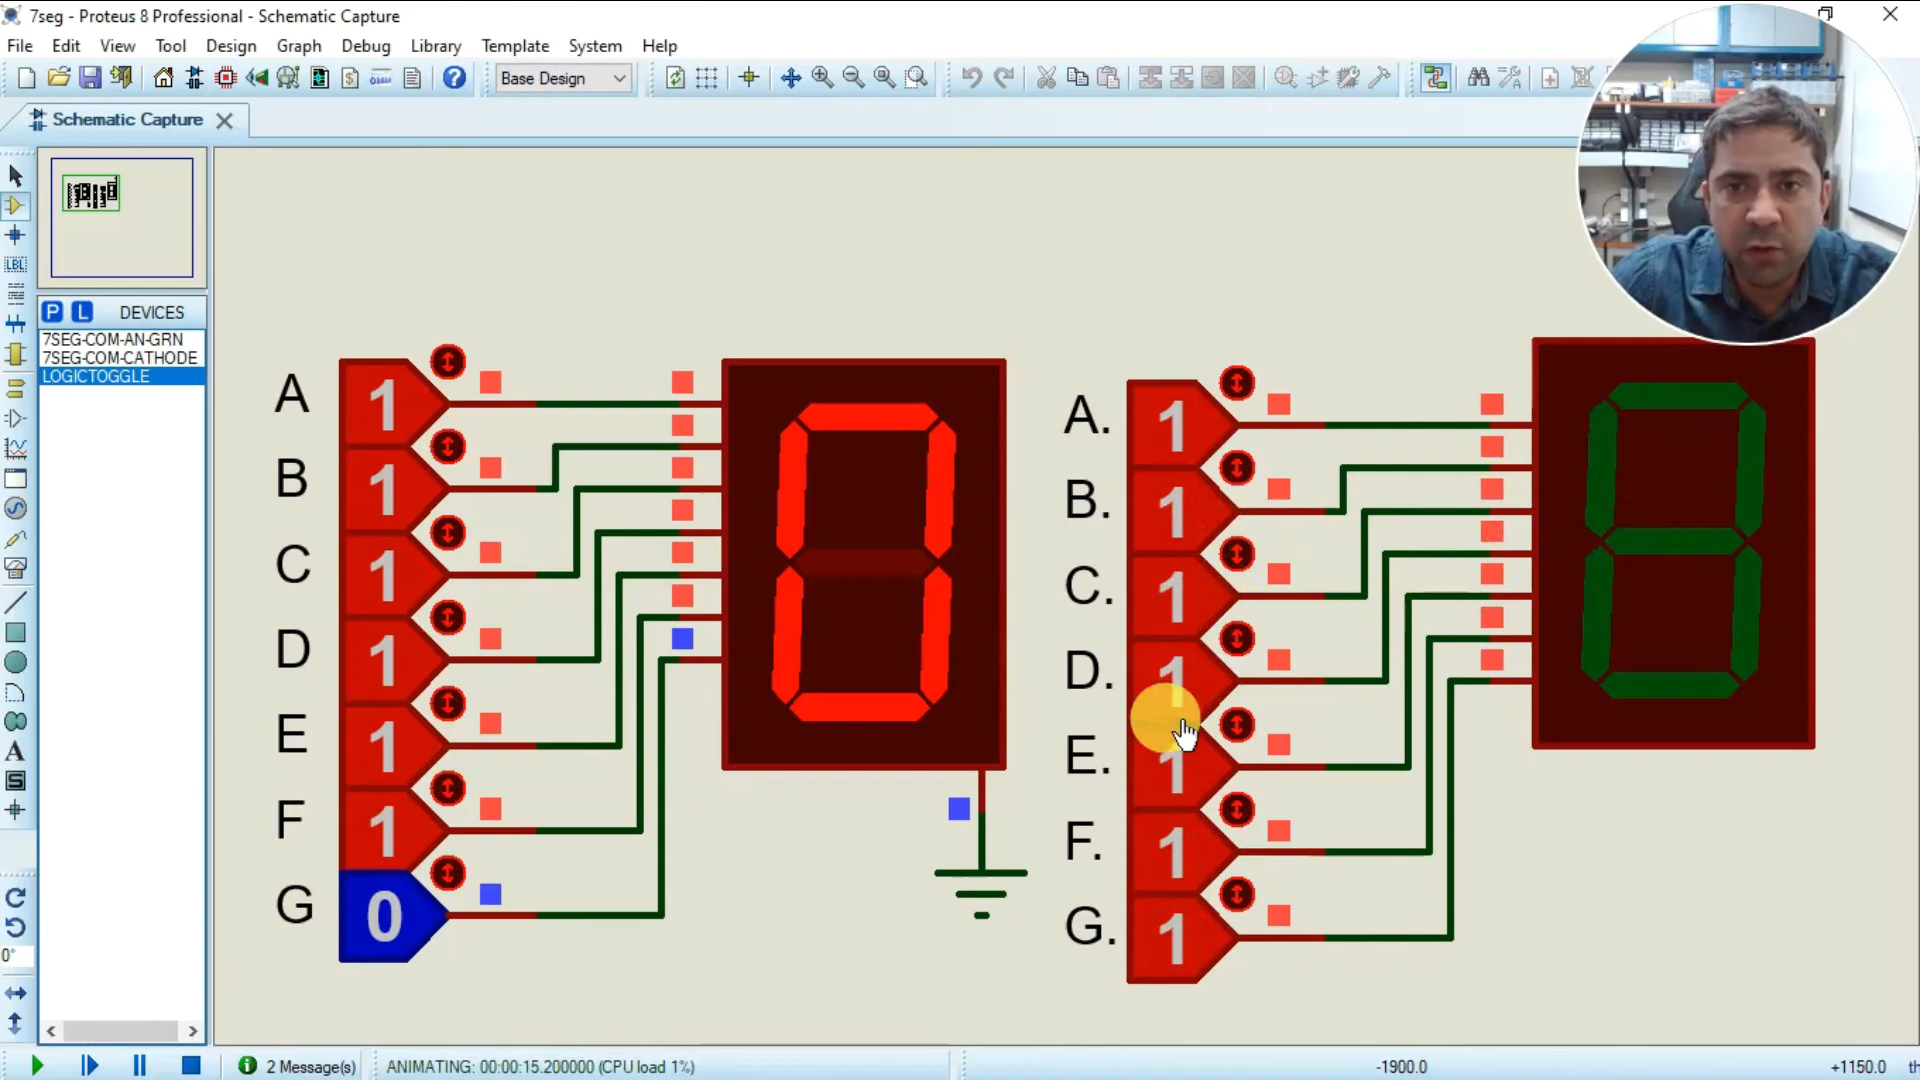 7seg - Proteus 8 Professional - Schematic Capture
File Edit View Tool Design Graph Debug Library Template System Help
Base Design
Schematic Capture
LBL
P L DEVICES
7SEG-COM-AN-GRN
7SEG-COM-CATHODE
LOGICTOGGLE
A 1
B 1
C 1
D 1
E 1
F 1
G 0
A. 1
B. 1
C. 1
D. 1
E. 1
F. 1
G. 1
A
S
0°
2 Message(s)
ANIMATING: 00:00:15.200000 (CPU load 1%)
-1900.0
+1150.0
th